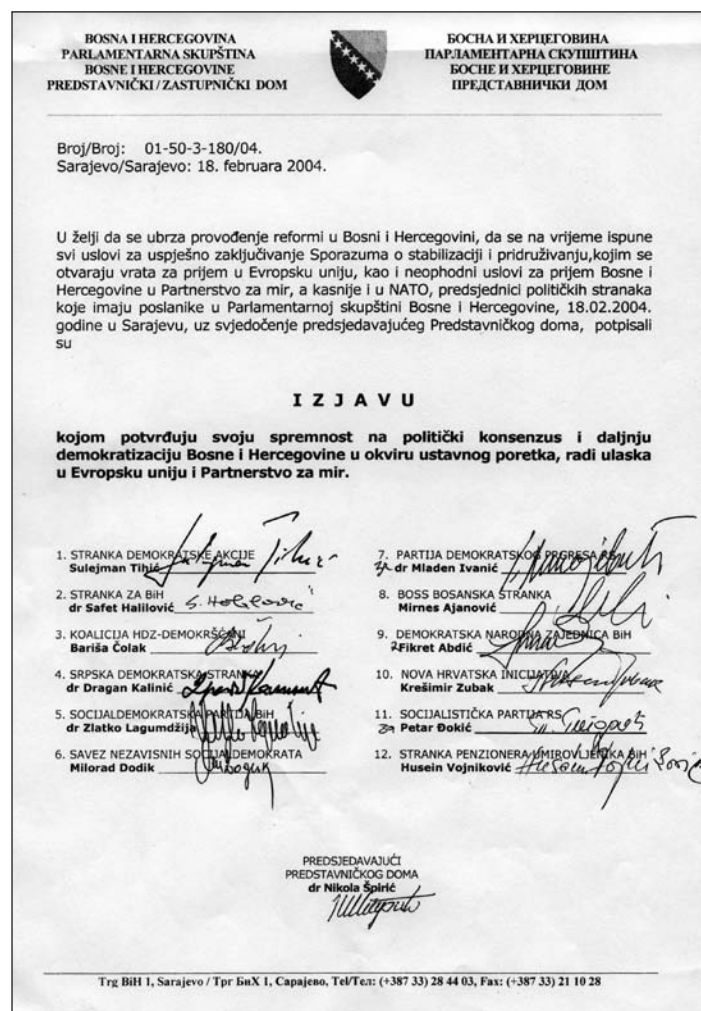 BOSNA I HERCEGOVINA
PARLAMENTARNA SKUPŠTINA
BOSNE I HERCEGOVINE
PREDSTAVNIČKI / ZASTUPNIČKI DOM
БОСНА И ХЕРЦЕГОВИНА
ПАРЛАМЕНТАРНА СКУПШТИНА
БОСНЕ И ХЕРЦЕГОВИНЕ
ПРЕДСТАВНИЧКИ ДОМ
Broj/Broj: 01-50-3-180/04.
Sarajevo/Sarajevo: 18. februara 2004.
U želji da se ubrza provođenje reformi u Bosni i Hercegovini, da se na vrijeme ispune
svi uslovi za uspješno zaključivanje Sporazuma o stabilizaciji i pridruživanju,kojim se
otvaraju vrata za prijem u Evropsku uniju, kao i neophodni uslovi za prijem Bosne i
Hercegovine u Partnerstvo za mir, a kasnije i u NATO, predsjednici političkih stranaka
koje imaju poslanike u Parlamentarnoj skupštini Bosne i Hercegovine, 18.02.2004.
godine u Sarajevu, uz svjedočenje predsjedavajućeg Predstavničkog doma, potpisali
su
I Z J A V U
kojom potvrđuju svoju spremnost na politički konsenzus i daljnju
demokratizaciju Bosne i Hercegovine u okviru ustavnog poretka, radi ulaska
u Evropsku uniju i Partnerstvo za mir.
1. STRANKA DEMOKRATSKE AKCIJE
Sulejman Tihić
2. STRANKA ZA BiH
dr Safet Halilović S. Halilović
3. KOALICIJA HDZ-DEMOKRŠĆANI
Bariša Čolak
4. SRPSKA DEMOKRATSKA STRANKA
dr Dragan Kalinić
5. SOCIJALDEMOKRATSKA PARTIJA BiH
dr Zlatko Lagumdžija
6. SAVEZ NEZAVISNIH SOCIJALDEMOKRATA
Milorad Dodik
7. PARTIJA DEMOKRATSKOG PRGRESA RS
za dr Mladen Ivanić
8. BOSS BOSANSKA STRANKA
Mirnes Ajanović
9. DEMOKRATSKA NARODNA ZAJEDNICA BiH
Fikret Abdić
10. NOVA HRVATSKA INICIJATIVA
Krešimir Zubak
11. SOCIJALISTIČKA PARTIJA RS
za Petar Đokić
12. STRANKA PENZIONERA/UMIROVLJENIKA BiH
Husein Vojniković
PREDSJEDAVAJUĆI
PREDSTAVNIČKOG DOMA
dr Nikola Špirić
Trg BiH 1, Sarajevo / Трг БиХ 1, Сарајево, Tel/Тел: (+387 33) 28 44 03, Fax: (+387 33) 21 10 28